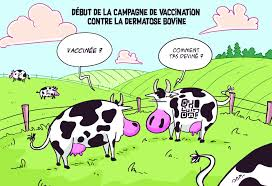 DÉBUT DE LA CAMPAGNE DE VACCINATION
CONTRE LA DERMATOSE BOVINE
VACCINÉE ?
COMMENT
T'AS DEVINÉ ?